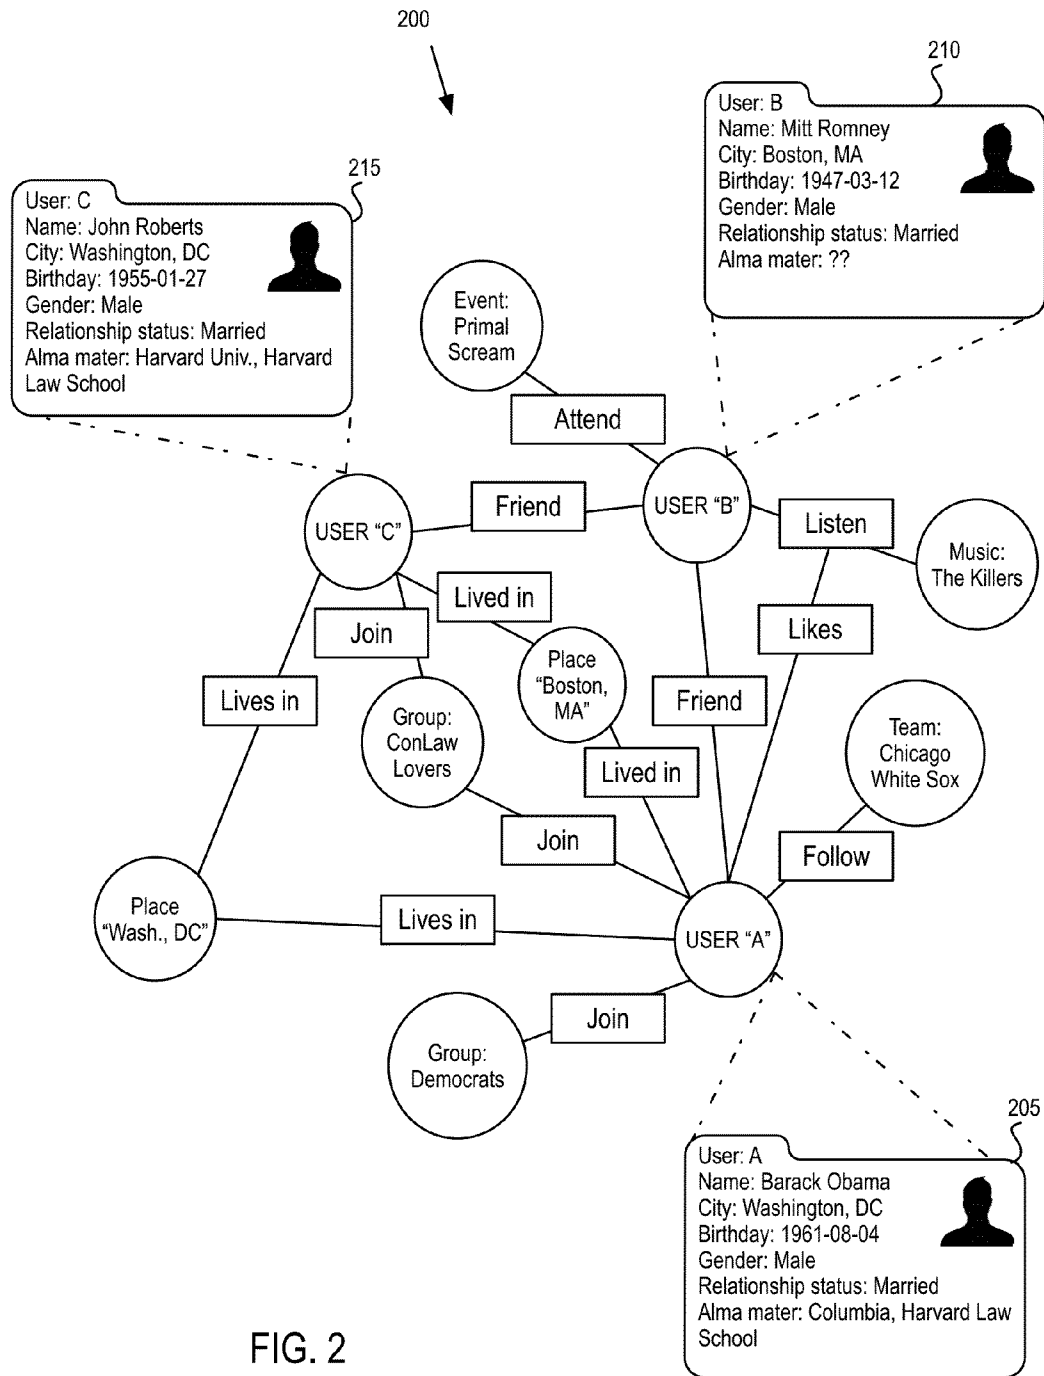 200
210
User: B
Name: Mitt Romney
City: Boston, MA
Birthday: 1947-03-12
Gender: Male
Relationship status: Married
Alma mater: ??
215
User: C
Name: John Roberts
City: Washington, DC
Birthday: 1955-01-27
Gender: Male
Relationship status: Married
Alma mater: Harvard Univ., Harvard
Law School
Event:
Primal
Scream
Attend
USER "C"
Friend
USER "B"
Listen
Music:
The Killers
Lived in
Join
Likes
Place
"Boston,
MA"
Lives in
Group:
ConLaw
Lovers
Friend
Team:
Chicago
White Sox
Lived in
Join
Follow
Place
"Wash., DC"
Lives in
USER "A"
Join
Group:
Democrats
205
User: A
Name: Barack Obama
City: Washington, DC
Birthday: 1961-08-04
Gender: Male
Relationship status: Married
Alma mater: Columbia, Harvard Law
School
FIG. 2